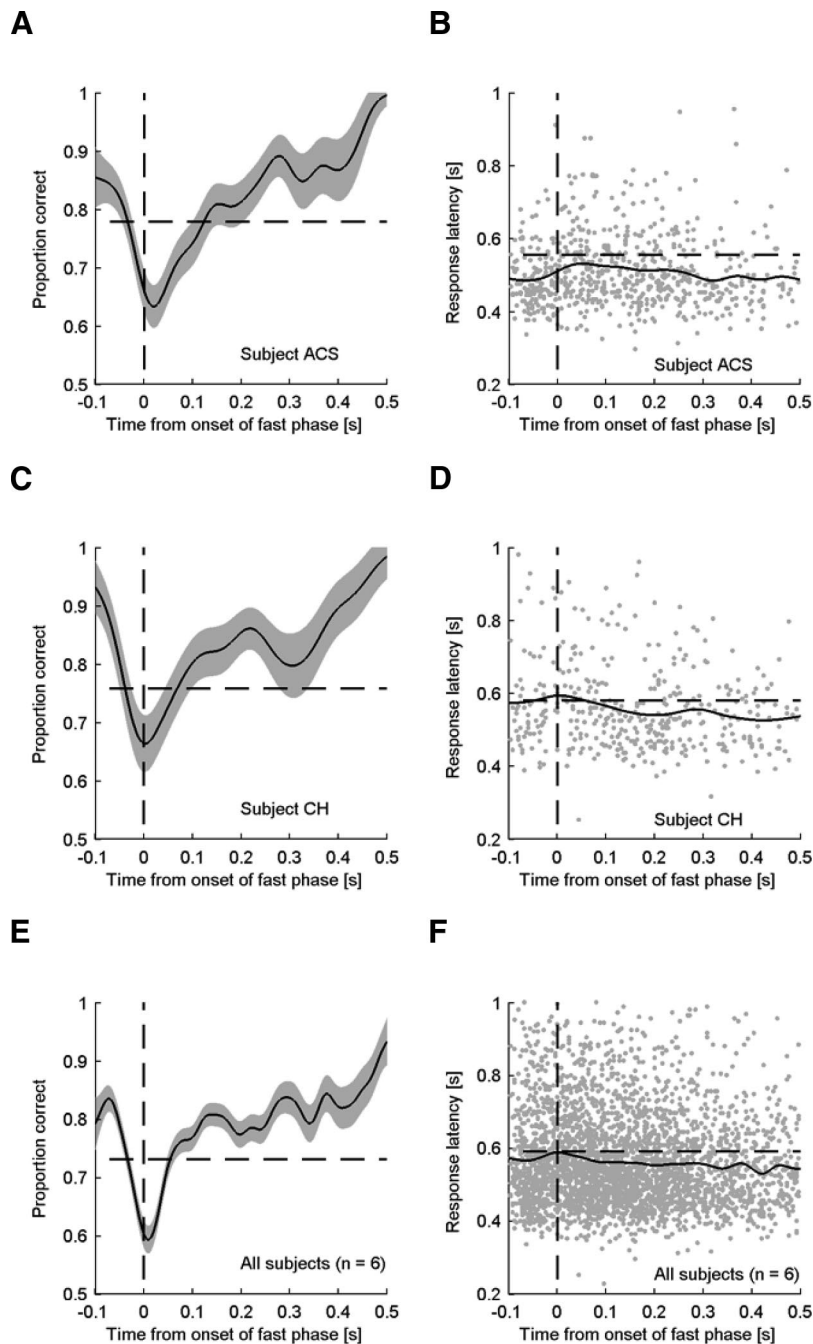 A
B
1
0.9
0.8
0.7
0.6
0.5
Proportion correct
Subject ACS
-0.1 0 0.1 0.2 0.3 0.4 0.5
Time from onset of fast phase [s]
1
0.8
0.6
0.4
0.2
Response latency [s]
Subject ACS
-0.1 0 0.1 0.2 0.3 0.4 0.5
Time from onset of fast phase [s]
C
D
1
0.9
0.8
0.7
0.6
0.5
Proportion correct
Subject CH
-0.1 0 0.1 0.2 0.3 0.4 0.5
Time from onset of fast phase [s]
1
0.8
0.6
0.4
0.2
Response latency [s]
Subject CH
-0.1 0 0.1 0.2 0.3 0.4 0.5
Time from onset of fast phase [s]
E
F
1
0.9
0.8
0.7
0.6
0.5
Proportion correct
All subjects (n = 6)
-0.1 0 0.1 0.2 0.3 0.4 0.5
Time from onset of fast phase [s]
1
0.8
0.6
0.4
0.2
Response latency [s]
All subjects (n = 6)
-0.1 0 0.1 0.2 0.3 0.4 0.5
Time from onset of fast phase [s]